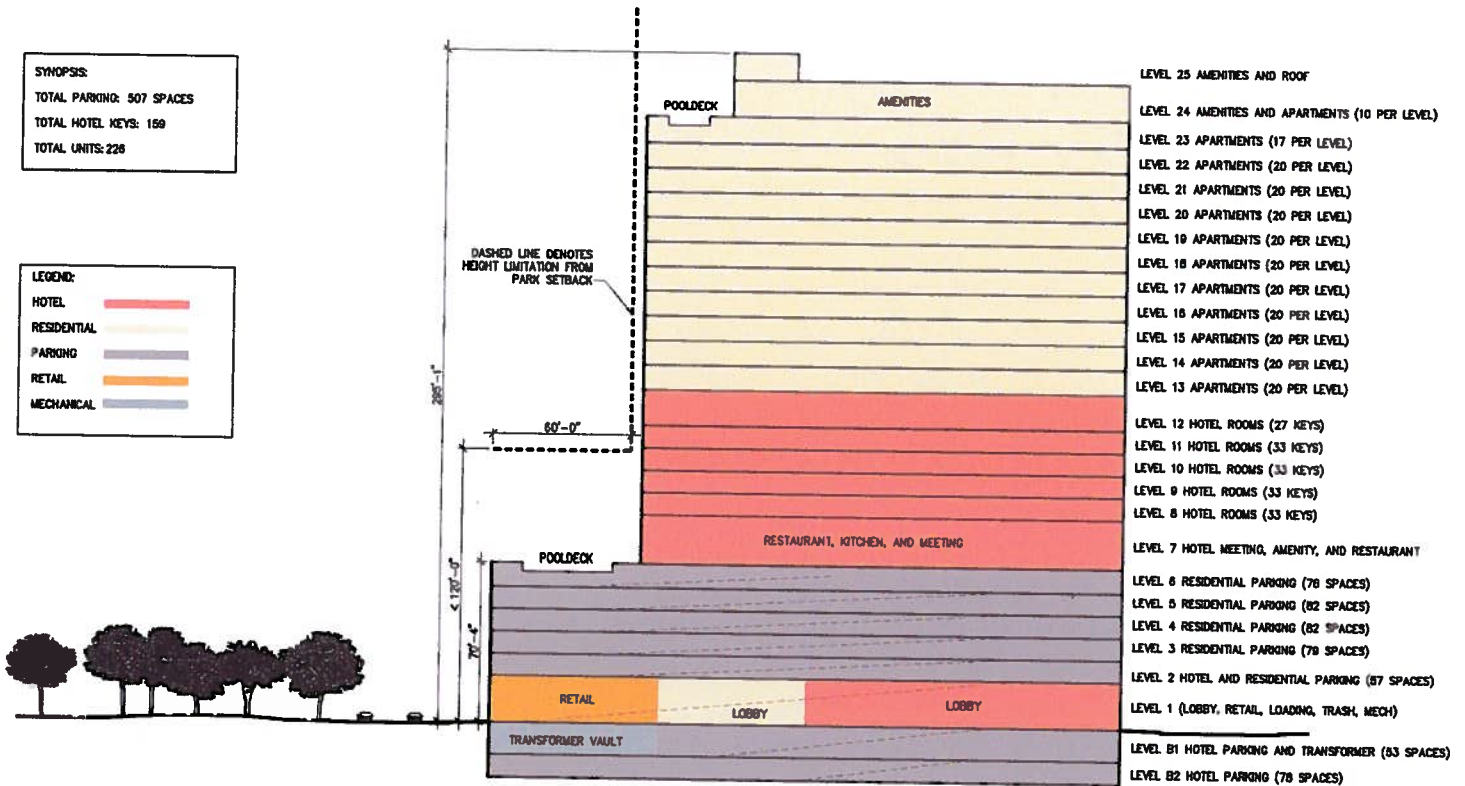 SYNOPSIS:
TOTAL PARKING: 507 SPACES
TOTAL HOTEL KEYS: 159
TOTAL UNITS: 226
LEGEND:
HOTEL
RESIDENTIAL
PARKING
RETAIL
MECHANICAL
295'-1"
DASHED LINE DENOTES
HEIGHT LIMITATION FROM
PARK SETBACK
60'-0"
< 120'-0"
70'-4"
POOLDECK
AMENITIES
RESTAURANT, KITCHEN, AND MEETING
POOLDECK
RETAIL
LOBBY
LOBBY
TRANSFORMER VAULT
LEVEL 25 AMENITIES AND ROOF
LEVEL 24 AMENITIES AND APARTMENTS (10 PER LEVEL)
LEVEL 23 APARTMENTS (17 PER LEVEL)
LEVEL 22 APARTMENTS (20 PER LEVEL)
LEVEL 21 APARTMENTS (20 PER LEVEL)
LEVEL 20 APARTMENTS (20 PER LEVEL)
LEVEL 19 APARTMENTS (20 PER LEVEL)
LEVEL 18 APARTMENTS (20 PER LEVEL)
LEVEL 17 APARTMENTS (20 PER LEVEL)
LEVEL 16 APARTMENTS (20 PER LEVEL)
LEVEL 15 APARTMENTS (20 PER LEVEL)
LEVEL 14 APARTMENTS (20 PER LEVEL)
LEVEL 13 APARTMENTS (20 PER LEVEL)
LEVEL 12 HOTEL ROOMS (27 KEYS)
LEVEL 11 HOTEL ROOMS (33 KEYS)
LEVEL 10 HOTEL ROOMS (33 KEYS)
LEVEL 9 HOTEL ROOMS (33 KEYS)
LEVEL 8 HOTEL ROOMS (33 KEYS)
LEVEL 7 HOTEL MEETING, AMENITY, AND RESTAURANT
LEVEL 6 RESIDENTIAL PARKING (76 SPACES)
LEVEL 5 RESIDENTIAL PARKING (82 SPACES)
LEVEL 4 RESIDENTIAL PARKING (82 SPACES)
LEVEL 3 RESIDENTIAL PARKING (79 SPACES)
LEVEL 2 HOTEL AND RESIDENTIAL PARKING (57 SPACES)
LEVEL 1 (LOBBY, RETAIL, LOADING, TRASH, MECH)
LEVEL B1 HOTEL PARKING AND TRANSFORMER (53 SPACES)
LEVEL B2 HOTEL PARKING (78 SPACES)